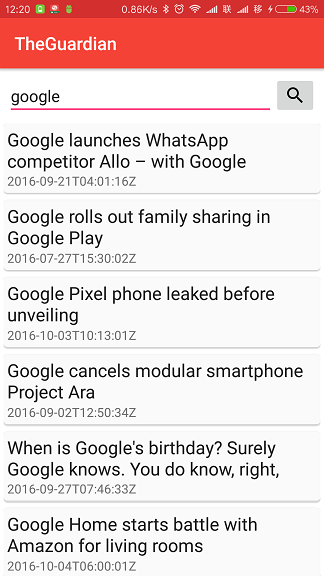 12:20 0.86K/s 联 移 43%
TheGuardian
google
Google launches WhatsApp
competitor Allo – with Google
2016-09-21T04:01:16Z
Google rolls out family sharing in
Google Play
2016-07-27T15:30:02Z
Google Pixel phone leaked before
unveiling
2016-10-03T10:13:01Z
Google cancels modular smartphone
Project Ara
2016-09-02T12:50:34Z
When is Google's birthday? Surely
Google knows. You do know, right,
2016-09-27T07:46:33Z
Google Home starts battle with
Amazon for living rooms
2016-10-04T06:00:01Z